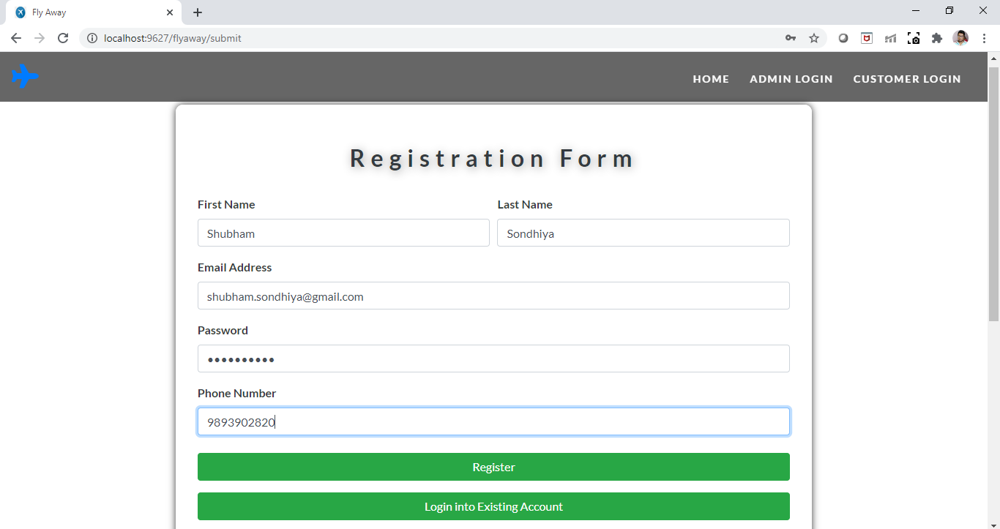 Fly Away
localhost:9627/flyaway/submit
HOME ADMIN LOGIN CUSTOMER LOGIN
Registration Form
First Name Last Name
Shubham Sondhiya
Email Address
shubham.sondhiya@gmail.com
Password
••••••••••
Phone Number
9893902820
Register
Login into Existing Account